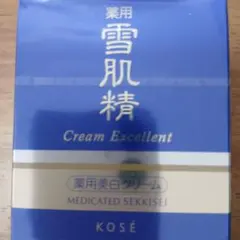 薬用
雪肌精
Cream Excellent
薬用美白クリーム
MEDICATED SEKKISEI
KOSÉ